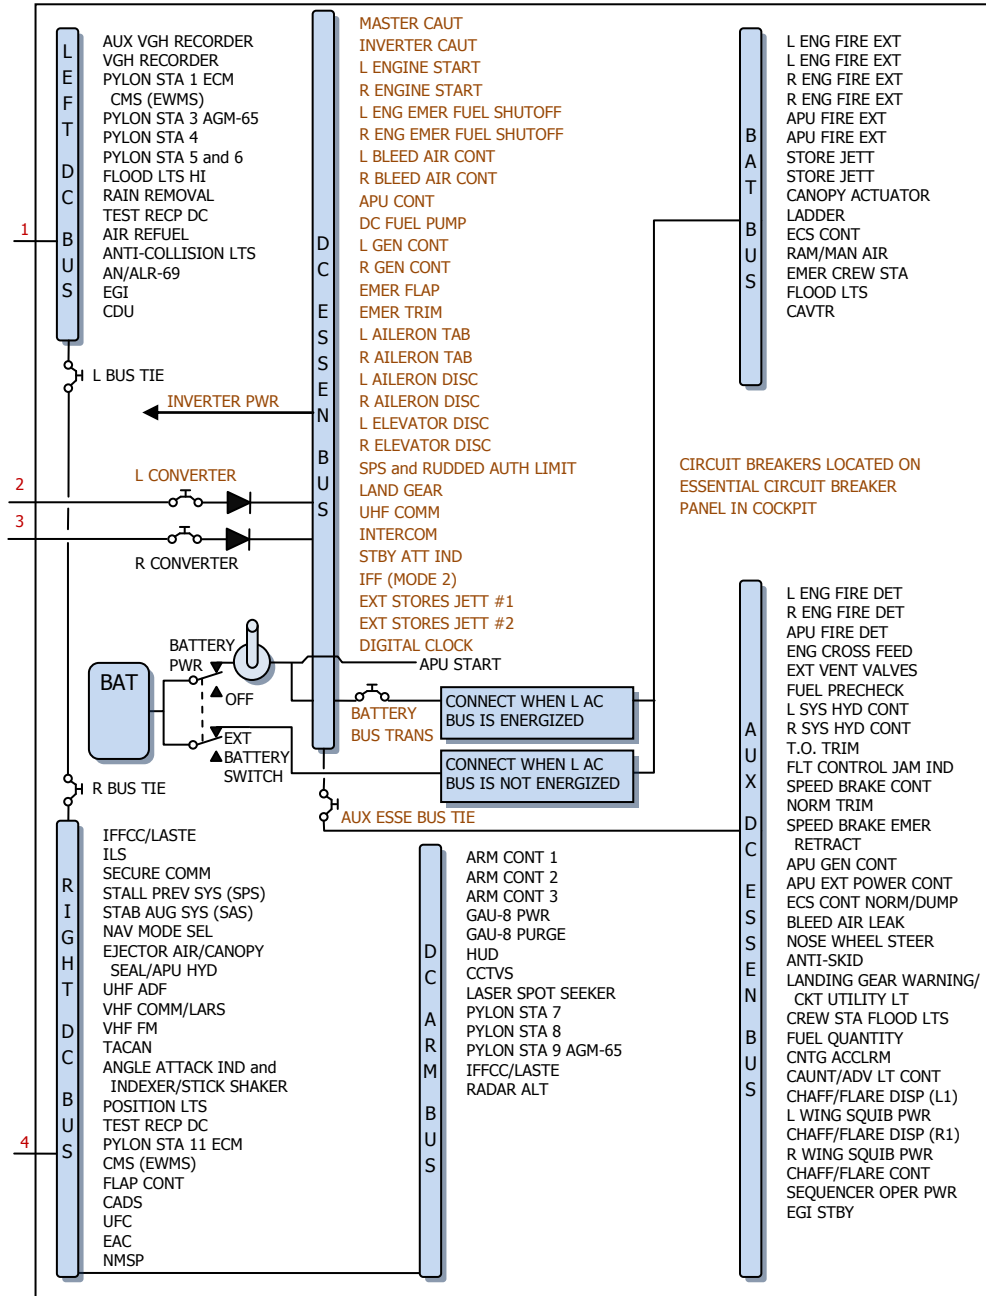 LEFT DC BUS
AUX VGH RECORDER
VGH RECORDER
PYLON STA 1 ECM
CMS (EWMS)
PYLON STA 3 AGM-65
PYLON STA 4
PYLON STA 5 and 6
FLOOD LTS HI
RAIN REMOVAL
TEST RECP DC
AIR REFUEL
ANTI-COLLISION LTS
AN/ALR-69
EGI
CDU
1
L BUS TIE
INVERTER PWR
2
L CONVERTER
3
R CONVERTER
DC ESSEN BUS
MASTER CAUT
INVERTER CAUT
L ENGINE START
R ENGINE START
L ENG EMER FUEL SHUTOFF
R ENG EMER FUEL SHUTOFF
L BLEED AIR CONT
R BLEED AIR CONT
APU CONT
DC FUEL PUMP
L GEN CONT
R GEN CONT
EMER FLAP
EMER TRIM
L AILERON TAB
R AILERON TAB
L AILERON DISC
R AILERON DISC
L ELEVATOR DISC
R ELEVATOR DISC
SPS and RUDDED AUTH LIMIT
LAND GEAR
UHF COMM
INTERCOM
STBY ATT IND
IFF (MODE 2)
EXT STORES JETT #1
EXT STORES JETT #2
DIGITAL CLOCK
BAT BUS
L ENG FIRE EXT
L ENG FIRE EXT
R ENG FIRE EXT
R ENG FIRE EXT
APU FIRE EXT
APU FIRE EXT
STORE JETT
STORE JETT
CANOPY ACTUATOR
LADDER
ECS CONT
RAM/MAN AIR
EMER CREW STA
FLOOD LTS
CAVTR
CIRCUIT BREAKERS LOCATED ON
ESSENTIAL CIRCUIT BREAKER
PANEL IN COCKPIT
BAT
BATTERY
PWR
OFF
EXT
BATTERY
SWITCH
APU START
BATTERY
BUS TRANS
CONNECT WHEN L AC
BUS IS ENERGIZED
CONNECT WHEN L AC
BUS IS NOT ENERGIZED
R BUS TIE
AUX ESSE BUS TIE
RIGHT DC BUS
4
IFFCC/LASTE
ILS
SECURE COMM
STALL PREV SYS (SPS)
STAB AUG SYS (SAS)
NAV MODE SEL
EJECTOR AIR/CANOPY
SEAL/APU HYD
UHF ADF
VHF COMM/LARS
VHF FM
TACAN
ANGLE ATTACK IND and
INDEXER/STICK SHAKER
POSITION LTS
TEST RECP DC
PYLON STA 11 ECM
CMS (EWMS)
FLAP CONT
CADS
UFC
EAC
NMSP
DC ARM BUS
ARM CONT 1
ARM CONT 2
ARM CONT 3
GAU-8 PWR
GAU-8 PURGE
HUD
CCTVS
LASER SPOT SEEKER
PYLON STA 7
PYLON STA 8
PYLON STA 9 AGM-65
IFFCC/LASTE
RADAR ALT
AUX DC ESSEN BUS
L ENG FIRE DET
R ENG FIRE DET
APU FIRE DET
ENG CROSS FEED
EXT VENT VALVES
FUEL PRECHECK
L SYS HYD CONT
R SYS HYD CONT
T.O. TRIM
FLT CONTROL JAM IND
SPEED BRAKE CONT
NORM TRIM
SPEED BRAKE EMER
RETRACT
APU GEN CONT
APU EXT POWER CONT
ECS CONT NORM/DUMP
BLEED AIR LEAK
NOSE WHEEL STEER
ANTI-SKID
LANDING GEAR WARNING/
CKT UTILITY LT
CREW STA FLOOD LTS
FUEL QUANTITY
CNTG ACCLRM
CAUNT/ADV LT CONT
CHAFF/FLARE DISP (L1)
L WING SQUIB PWR
CHAFF/FLARE DISP (R1)
R WING SQUIB PWR
CHAFF/FLARE CONT
SEQUENCER OPER PWR
EGI STBY